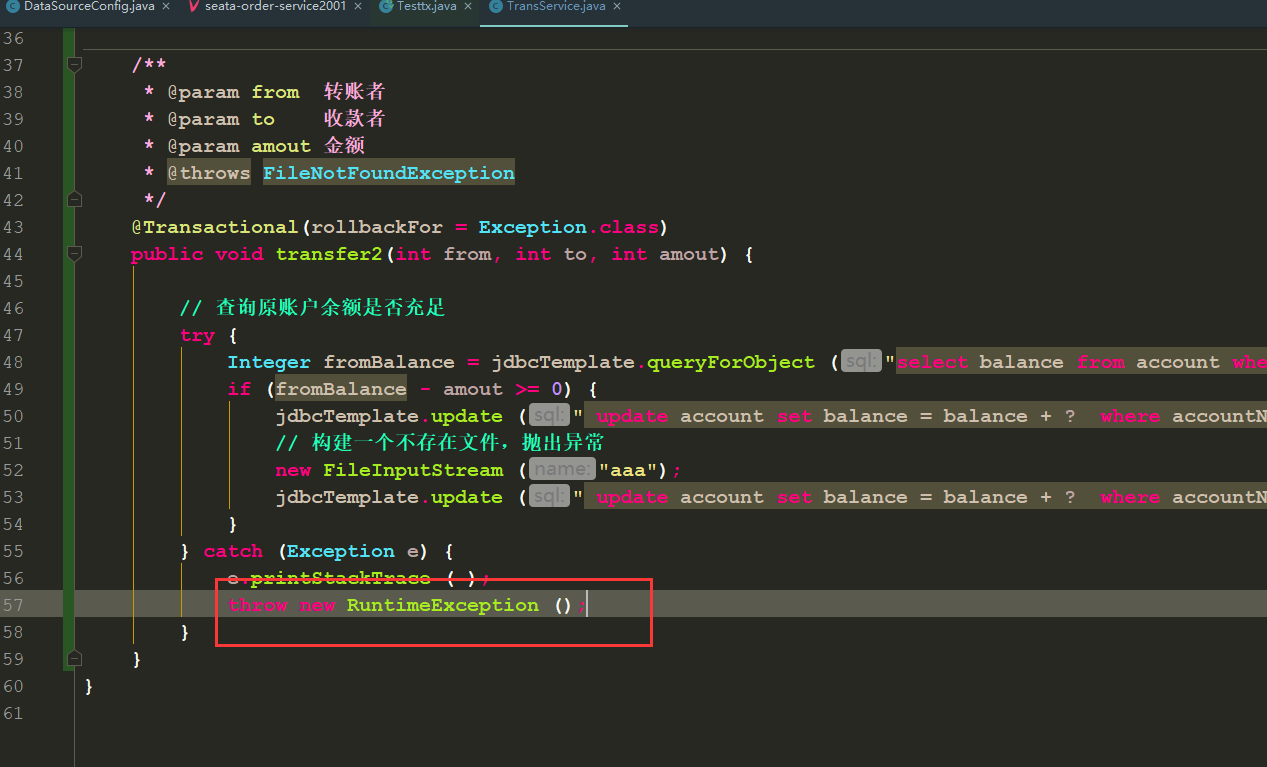 DataSourceConfig.java × seata-order-service2001 × Testtx.java × TransService.java ×
36
37 /**
38 * @param from 转账者
39 * @param to 收款者
40 * @param amout 金额
41 * @throws FileNotFoundException
42 */
43 @Transactional(rollbackFor = Exception.class)
44 public void transfer2(int from, int to, int amout) {
45
46 // 查询原账户余额是否充足
47 try {
48 Integer fromBalance = jdbcTemplate.queryForObject (sql: "select balance from account whe
49 if (fromBalance - amout >= 0) {
50 jdbcTemplate.update (sql: " update account set balance = balance + ? where accountN
51 // 构建一个不存在文件，抛出异常
52 new FileInputStream (name: "aaa");
53 jdbcTemplate.update (sql: " update account set balance = balance + ? where accountN
54 }
55 } catch (Exception e) {
56 e.printStackTrace ( );
57 throw new RuntimeException ();
58 }
59 }
60 }
61